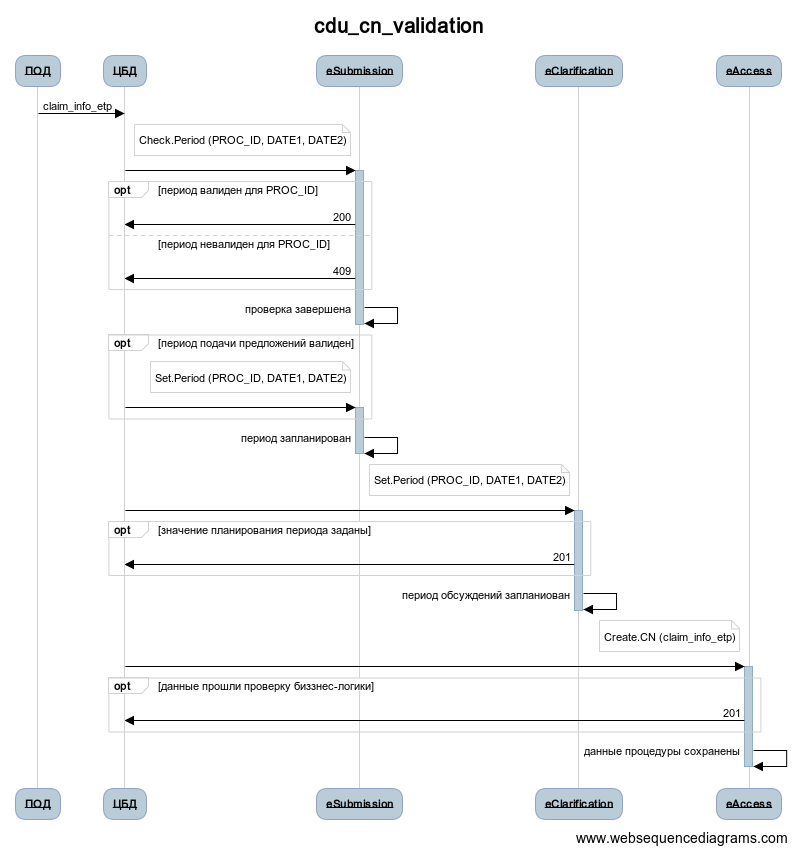 cdu_cn_validation
ПОД ЦБД eSubmission eClarification eAccess
claim_info_etp
Check.Period (PROC_ID, DATE1, DATE2)
opt [период валиден для PROC_ID]
200
[период невалиден для PROC_ID]
409
проверка завершена
opt [период подачи предложений валиден]
Set.Period (PROC_ID, DATE1, DATE2)
период запланирован
Set.Period (PROC_ID, DATE1, DATE2)
opt [значение планирования периода заданы]
201
период обсуждений запланиован
Create.CN (claim_info_etp)
opt [данные прошли проверку биззнес-логики]
201
данные процедуры сохранены
ПОД ЦБД eSubmission eClarification eAccess
www.websequencediagrams.com